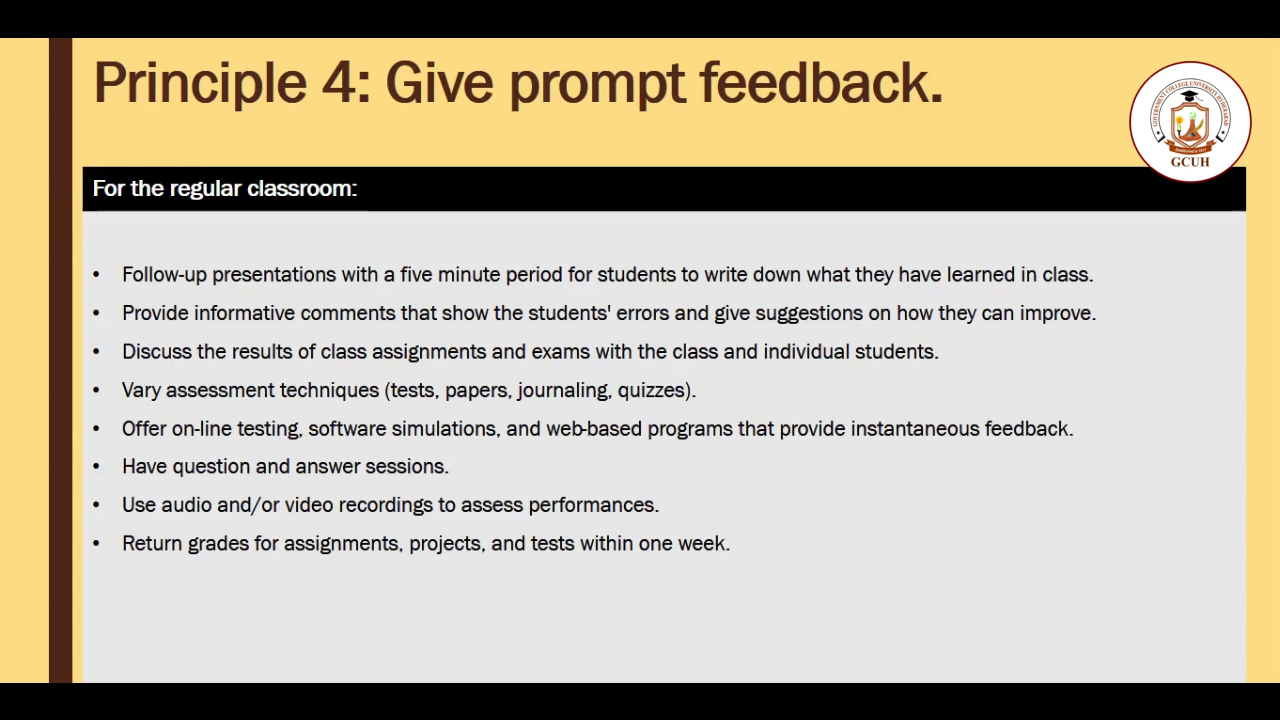 Principle 4: Give prompt feedback.
GOVERNMENT COLLEGE UNIVERSITY HYDERABAD
GCUH
For the regular classroom:
• Follow-up presentations with a five minute period for students to write down what they have learned in class.
• Provide informative comments that show the students' errors and give suggestions on how they can improve.
• Discuss the results of class assignments and exams with the class and individual students.
• Vary assessment techniques (tests, papers, journaling, quizzes).
• Offer on-line testing, software simulations, and web-based programs that provide instantaneous feedback.
• Have question and answer sessions.
• Use audio and/or video recordings to assess performances.
• Return grades for assignments, projects, and tests within one week.